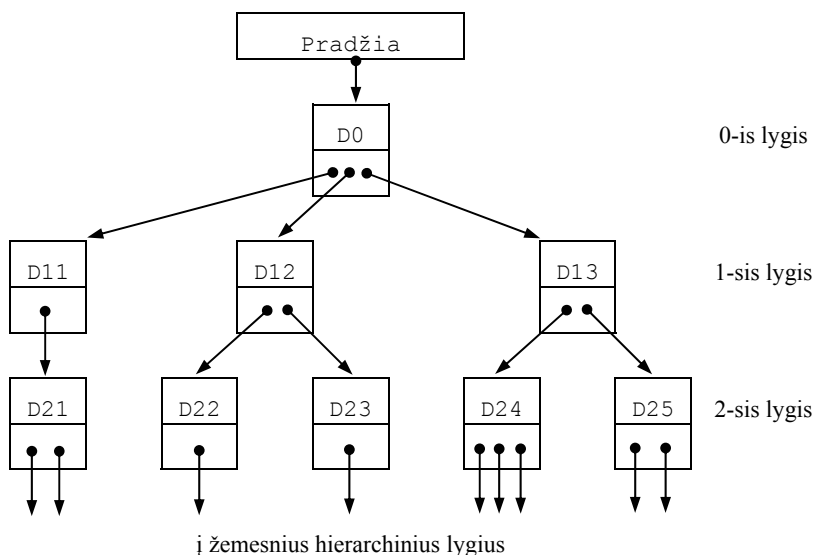 Pradžia
D0
0-is lygis
D11 D12 D13 1-sis lygis
D21 D22 D23 D24 D25 2-sis lygis
į žemesnius hierarchinius lygius